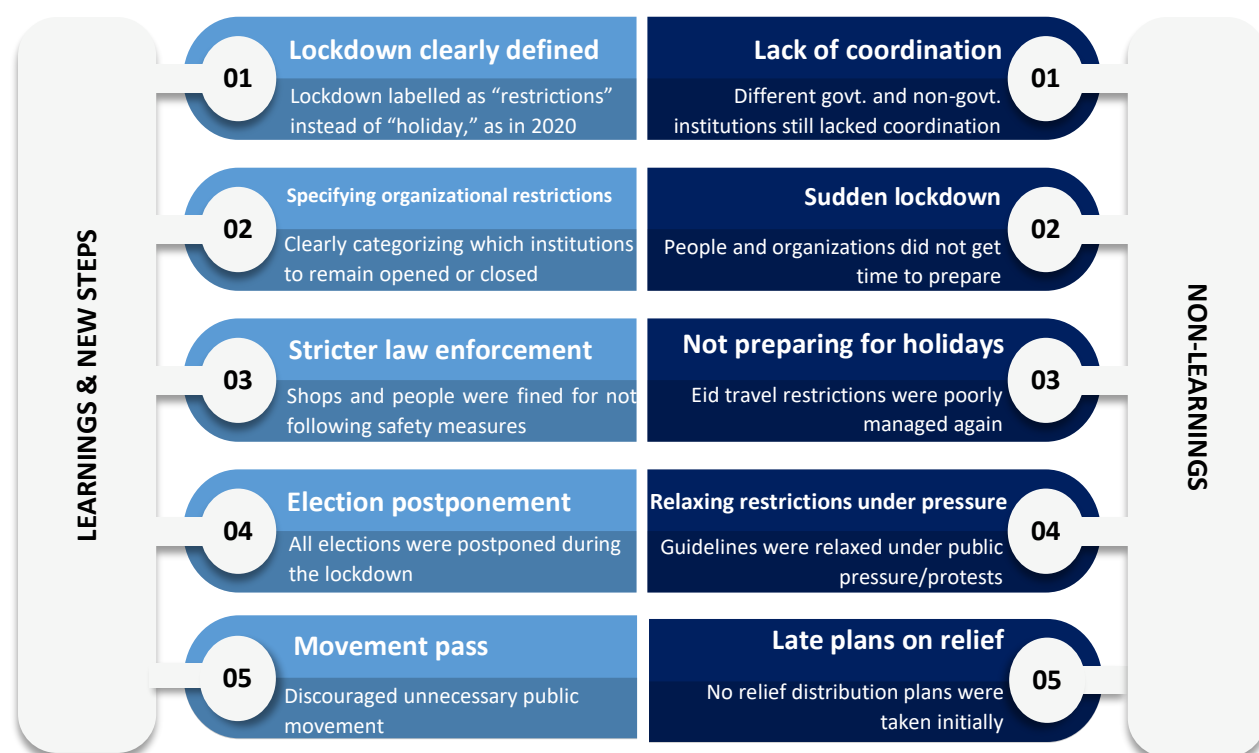 LEARNINGS & NEW STEPS
01
Lockdown clearly defined
Lockdown labelled as “restrictions”
instead of “holiday,” as in 2020
02
Specifying organizational restrictions
Clearly categorizing which institutions
to remain opened or closed
03
Stricter law enforcement
Shops and people were fined for not
following safety measures
04
Election postponement
All elections were postponed during
the lockdown
05
Movement pass
Discouraged unnecessary public
movement
NON-LEARNINGS
Lack of coordination
01
Different govt. and non-govt.
institutions still lacked coordination
Sudden lockdown
02
People and organizations did not get
time to prepare
Not preparing for holidays
03
Eid travel restrictions were poorly
managed again
Relaxing restrictions under pressure
04
Guidelines were relaxed under public
pressure/protests
Late plans on relief
05
No relief distribution plans were
taken initially